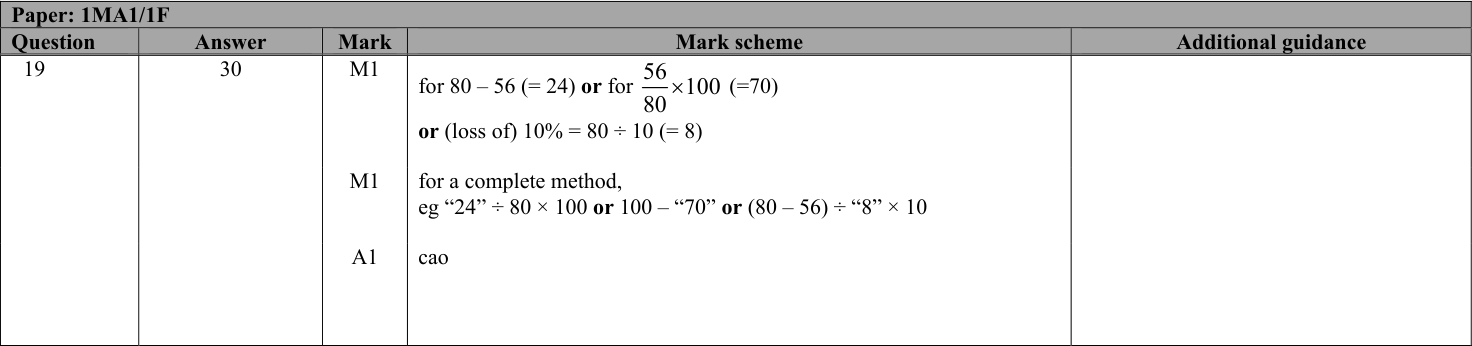 Paper: 1MA1/1F
Question Answer Mark Mark scheme Additional guidance
19 30 M1 for 80 – 56 (= 24) or for 56/80 ×100 (=70)
or (loss of) 10% = 80 ÷ 10 (= 8)
M1 for a complete method,
eg “24” ÷ 80 × 100 or 100 – “70” or (80 – 56) ÷ “8” × 10
A1 cao